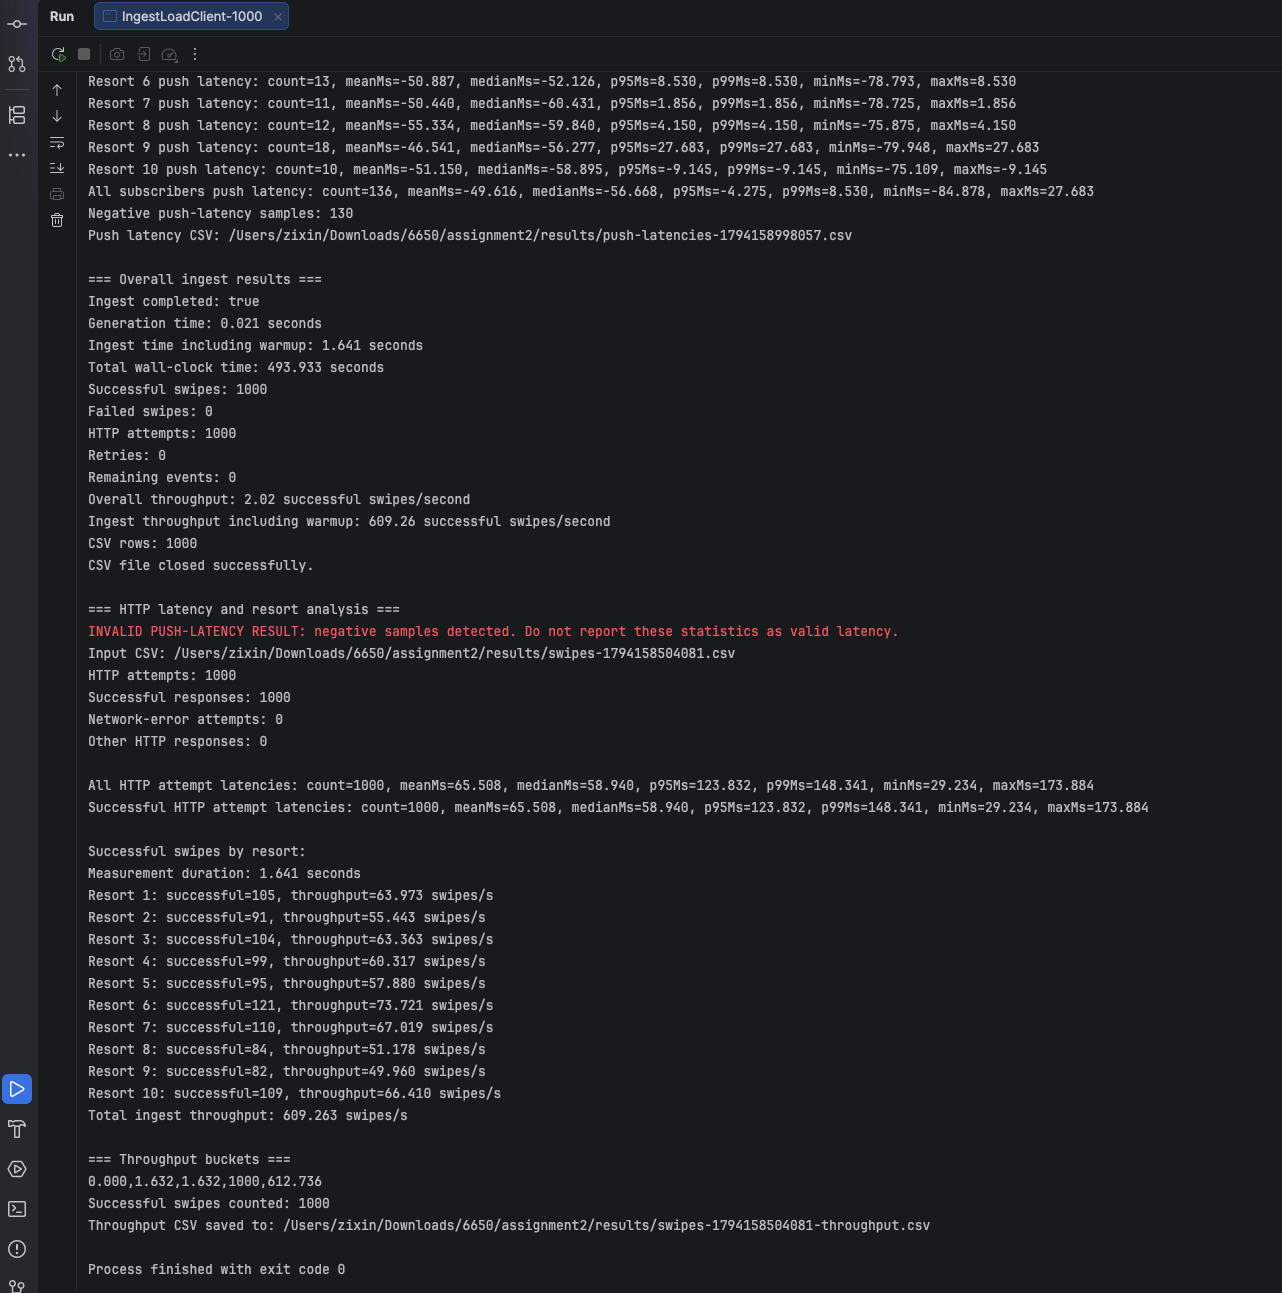 Run
IngestLoadClient-1000
Resort 6 push latency: count=13, meanMs=-50.887, medianMs=-52.126, p95Ms=8.530, p99Ms=8.530, minMs=-78.793, maxMs=8.530
Resort 7 push latency: count=11, meanMs=-50.440, medianMs=-60.431, p95Ms=1.856, p99Ms=1.856, minMs=-78.725, maxMs=1.856
Resort 8 push latency: count=12, meanMs=-55.334, medianMs=-59.840, p95Ms=4.150, p99Ms=4.150, minMs=-75.875, maxMs=4.150
Resort 9 push latency: count=18, meanMs=-46.541, medianMs=-56.277, p95Ms=27.683, p99Ms=27.683, minMs=-79.948, maxMs=27.683
Resort 10 push latency: count=10, meanMs=-51.150, medianMs=-58.895, p95Ms=-9.145, p99Ms=-9.145, minMs=-75.109, maxMs=-9.145
All subscribers push latency: count=136, meanMs=-49.616, medianMs=-56.668, p95Ms=-4.275, p99Ms=8.530, minMs=-84.878, maxMs=27.683
Negative push-latency samples: 130
Push latency CSV: /Users/zixin/Downloads/6650/assignment2/results/push-latencies-1794158998057.csv
=== Overall ingest results ===
Ingest completed: true
Generation time: 0.021 seconds
Ingest time including warmup: 1.641 seconds
Total wall-clock time: 493.933 seconds
Successful swipes: 1000
Failed swipes: 0
HTTP attempts: 1000
Retries: 0
Remaining events: 0
Overall throughput: 2.02 successful swipes/second
Ingest throughput including warmup: 609.26 successful swipes/second
CSV rows: 1000
CSV file closed successfully.
=== HTTP latency and resort analysis ===
INVALID PUSH-LATENCY RESULT: negative samples detected. Do not report these statistics as valid latency.
Input CSV: /Users/zixin/Downloads/6650/assignment2/results/swipes-1794158504081.csv
HTTP attempts: 1000
Successful responses: 1000
Network-error attempts: 0
Other HTTP responses: 0
All HTTP attempt latencies: count=1000, meanMs=65.508, medianMs=58.940, p95Ms=123.832, p99Ms=148.341, minMs=29.234, maxMs=173.884
Successful HTTP attempt latencies: count=1000, meanMs=65.508, medianMs=58.940, p95Ms=123.832, p99Ms=148.341, minMs=29.234, maxMs=173.884
Successful swipes by resort:
Measurement duration: 1.641 seconds
Resort 1: successful=105, throughput=63.973 swipes/s
Resort 2: successful=91, throughput=55.443 swipes/s
Resort 3: successful=104, throughput=63.363 swipes/s
Resort 4: successful=99, throughput=60.317 swipes/s
Resort 5: successful=95, throughput=57.880 swipes/s
Resort 6: successful=121, throughput=73.721 swipes/s
Resort 7: successful=110, throughput=67.019 swipes/s
Resort 8: successful=84, throughput=51.178 swipes/s
Resort 9: successful=82, throughput=49.960 swipes/s
Resort 10: successful=109, throughput=66.410 swipes/s
Total ingest throughput: 609.263 swipes/s
=== Throughput buckets ===
0.000,1.632,1.632,1000,612.736
Successful swipes counted: 1000
Throughput CSV saved to: /Users/zixin/Downloads/6650/assignment2/results/swipes-1794158504081-throughput.csv
Process finished with exit code 0